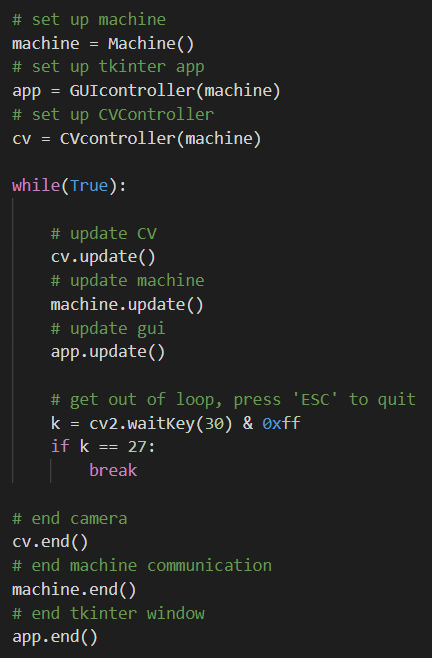 # set up machine
machine = Machine()
# set up tkinter app
app = GUIcontroller(machine)
# set up CVController
cv = CVcontroller(machine)
while(True):
# update CV
cv.update()
# update machine
machine.update()
# update gui
app.update()
# get out of loop, press 'ESC' to quit
k = cv2.waitKey(30) & 0xff
if k == 27:
break
# end camera
cv.end()
# end machine communication
machine.end()
# end tkinter window
app.end()